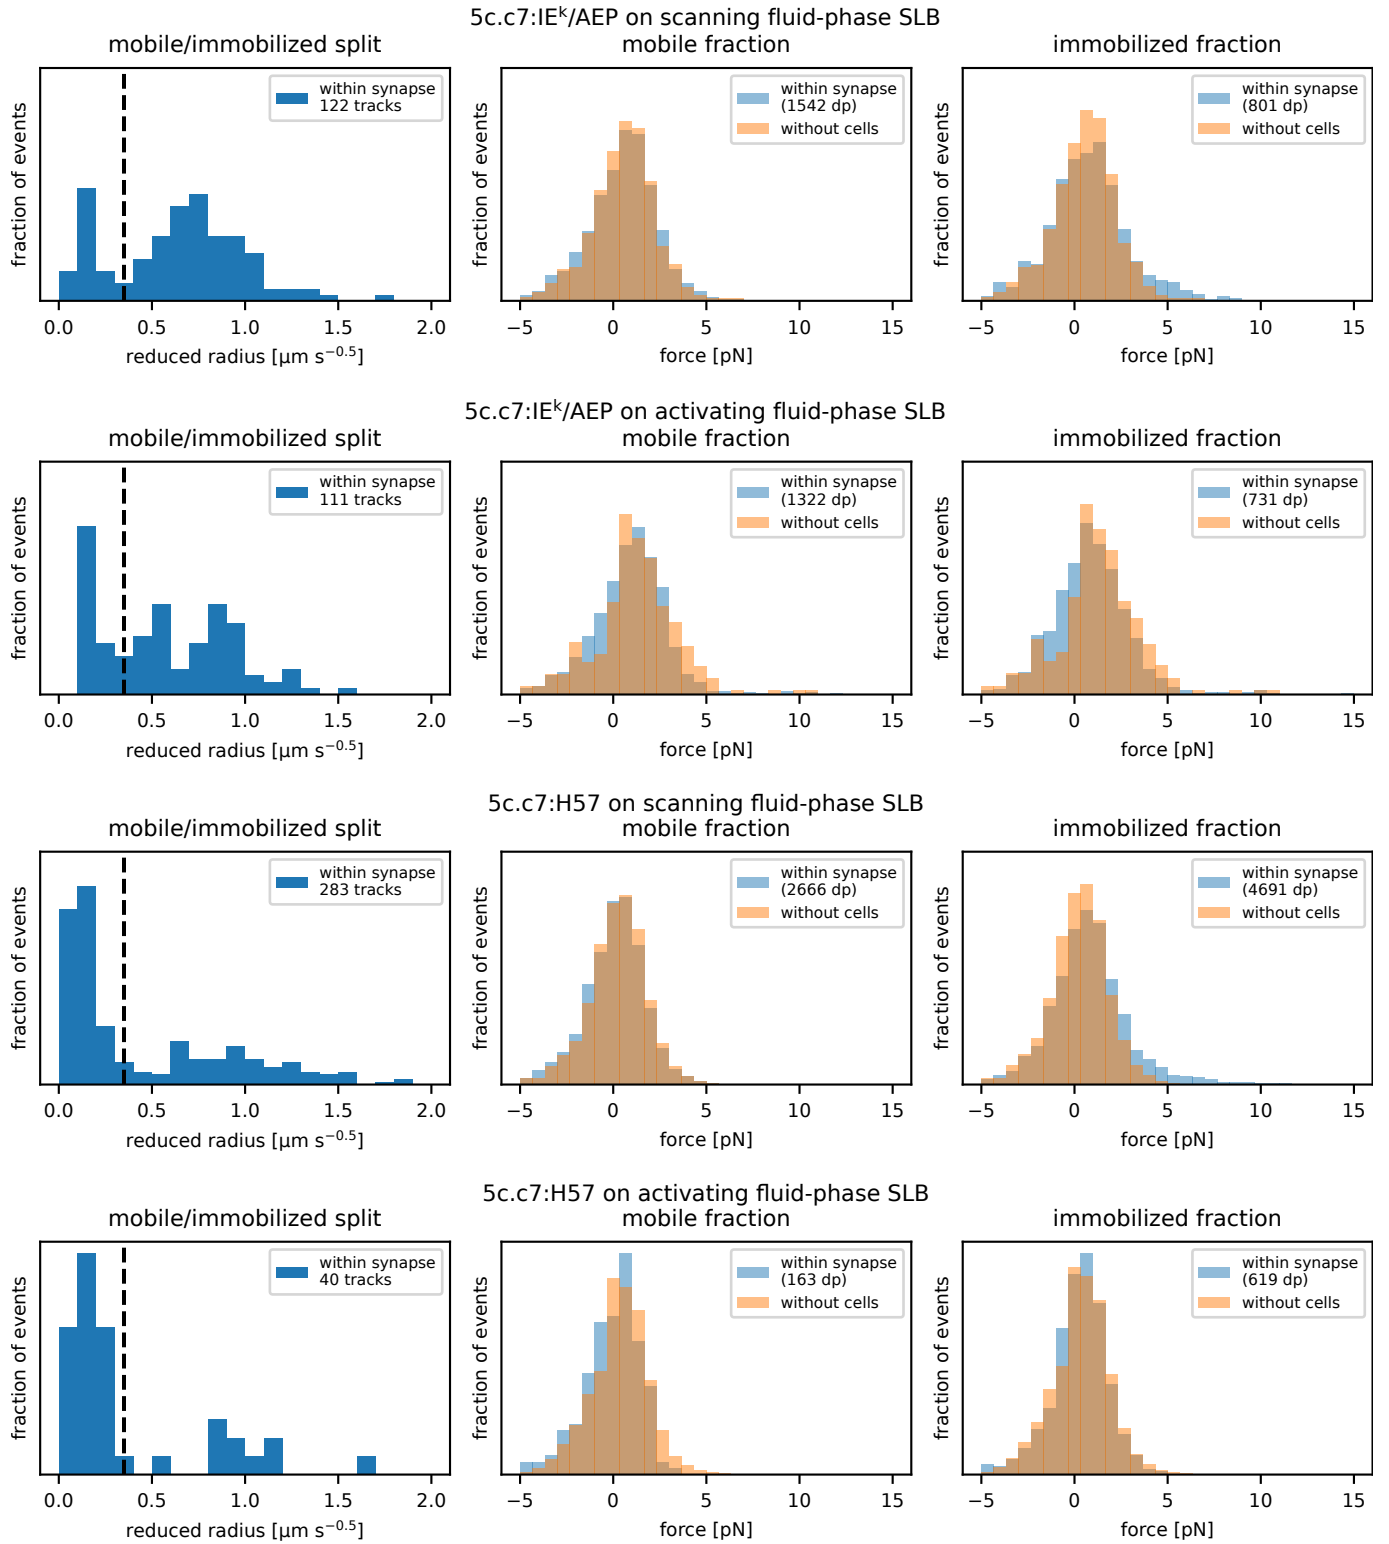 5c.c7:IEᵏ/AEP on scanning fluid-phase SLB
mobile/immobilized split
mobile fraction
immobilized fraction
fraction of events
within synapse
122 tracks
0.0 0.5 1.0 1.5 2.0
reduced radius [µm s⁻⁰·⁵]
fraction of events
within synapse
(1542 dp)
without cells
−5 0 5 10 15
force [pN]
fraction of events
within synapse
(801 dp)
without cells
−5 0 5 10 15
force [pN]
5c.c7:IEᵏ/AEP on activating fluid-phase SLB
mobile/immobilized split
mobile fraction
immobilized fraction
fraction of events
within synapse
111 tracks
0.0 0.5 1.0 1.5 2.0
reduced radius [µm s⁻⁰·⁵]
fraction of events
within synapse
(1322 dp)
without cells
−5 0 5 10 15
force [pN]
fraction of events
within synapse
(731 dp)
without cells
−5 0 5 10 15
force [pN]
5c.c7:H57 on scanning fluid-phase SLB
mobile/immobilized split
mobile fraction
immobilized fraction
fraction of events
within synapse
283 tracks
0.0 0.5 1.0 1.5 2.0
reduced radius [µm s⁻⁰·⁵]
fraction of events
within synapse
(2666 dp)
without cells
−5 0 5 10 15
force [pN]
fraction of events
within synapse
(4691 dp)
without cells
−5 0 5 10 15
force [pN]
5c.c7:H57 on activating fluid-phase SLB
mobile/immobilized split
mobile fraction
immobilized fraction
fraction of events
within synapse
40 tracks
0.0 0.5 1.0 1.5 2.0
reduced radius [µm s⁻⁰·⁵]
fraction of events
within synapse
(163 dp)
without cells
−5 0 5 10 15
force [pN]
fraction of events
within synapse
(619 dp)
without cells
−5 0 5 10 15
force [pN]